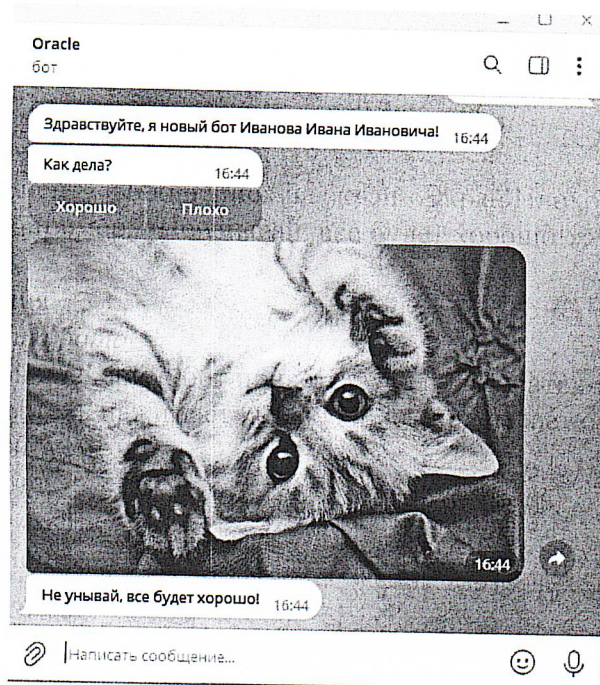 Oracle
бот
Здравствуйте, я новый бот Иванова Ивана Ивановича! 16:44
Как дела? 16:44
Хорошо Плохо
16:44
Не унывай, все будет хорошо! 16:44
Написать сообщение...